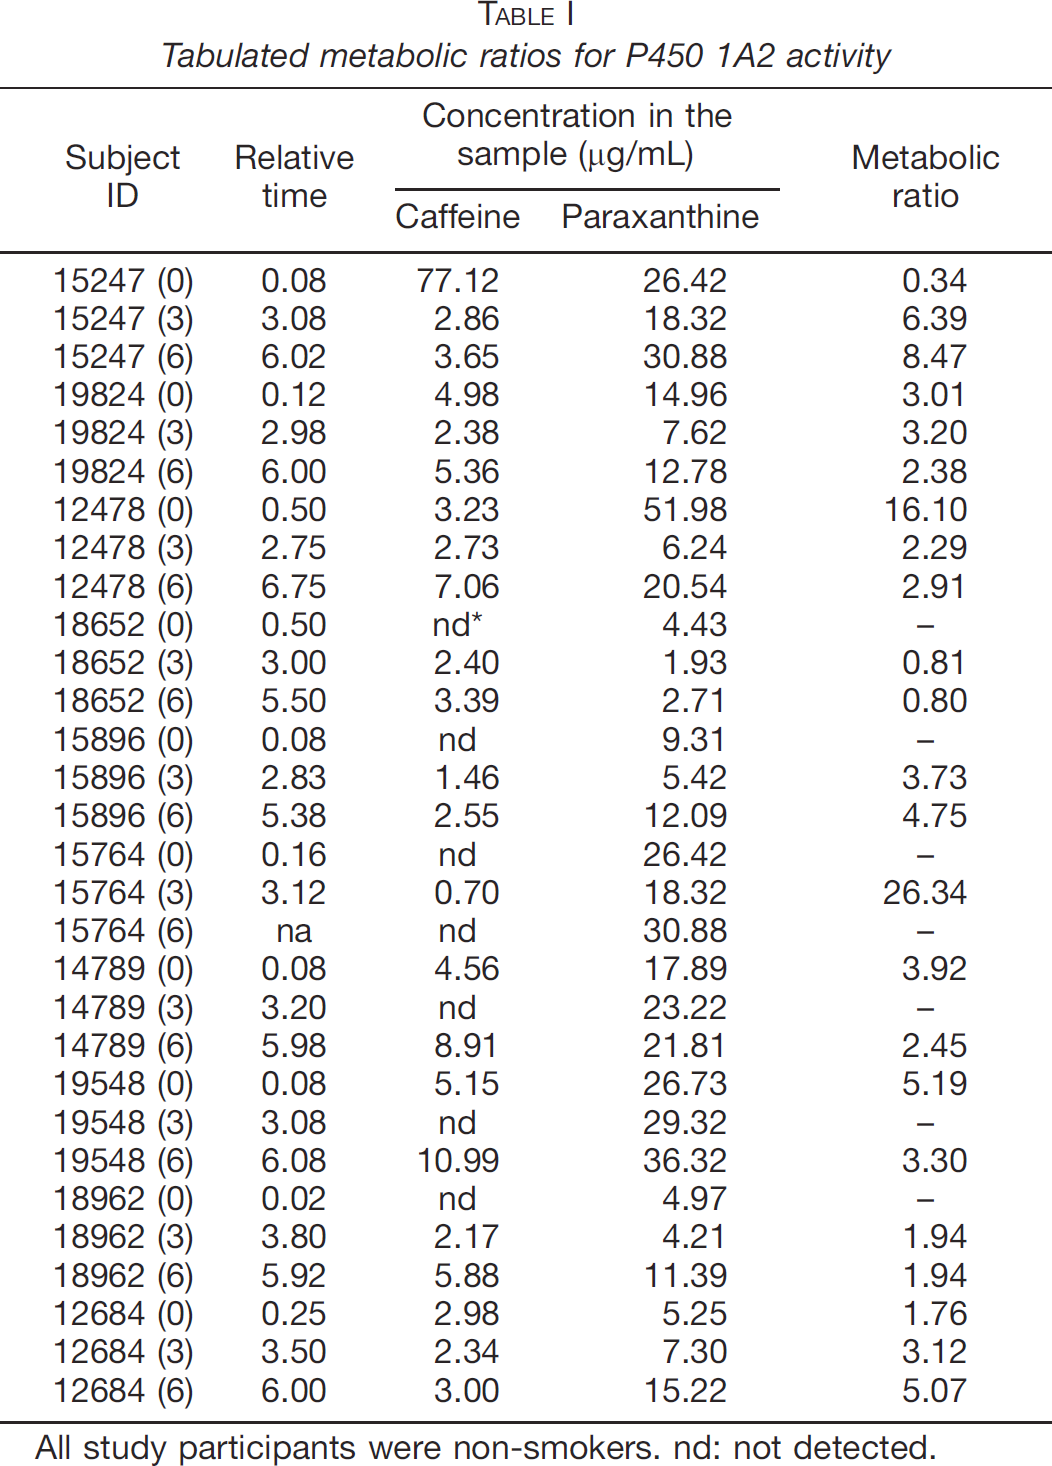 TABLE I
Tabulated metabolic ratios for P450 1A2 activity
Subject ID Relative time Concentration in the sample (μg/mL) Metabolic ratio
Caffeine Paraxanthine
15247 (0) 0.08 77.12 26.42 0.34
15247 (3) 3.08 2.86 18.32 6.39
15247 (6) 6.02 3.65 30.88 8.47
19824 (0) 0.12 4.98 14.96 3.01
19824 (3) 2.98 2.38 7.62 3.20
19824 (6) 6.00 5.36 12.78 2.38
12478 (0) 0.50 3.23 51.98 16.10
12478 (3) 2.75 2.73 6.24 2.29
12478 (6) 6.75 7.06 20.54 2.91
18652 (0) 0.50 nd* 4.43 –
18652 (3) 3.00 2.40 1.93 0.81
18652 (6) 5.50 3.39 2.71 0.80
15896 (0) 0.08 nd 9.31 –
15896 (3) 2.83 1.46 5.42 3.73
15896 (6) 5.38 2.55 12.09 4.75
15764 (0) 0.16 nd 26.42 –
15764 (3) 3.12 0.70 18.32 26.34
15764 (6) na nd 30.88 –
14789 (0) 0.08 4.56 17.89 3.92
14789 (3) 3.20 nd 23.22 –
14789 (6) 5.98 8.91 21.81 2.45
19548 (0) 0.08 5.15 26.73 5.19
19548 (3) 3.08 nd 29.32 –
19548 (6) 6.08 10.99 36.32 3.30
18962 (0) 0.02 nd 4.97 –
18962 (3) 3.80 2.17 4.21 1.94
18962 (6) 5.92 5.88 11.39 1.94
12684 (0) 0.25 2.98 5.25 1.76
12684 (3) 3.50 2.34 7.30 3.12
12684 (6) 6.00 3.00 15.22 5.07
All study participants were non-smokers. nd: not detected.